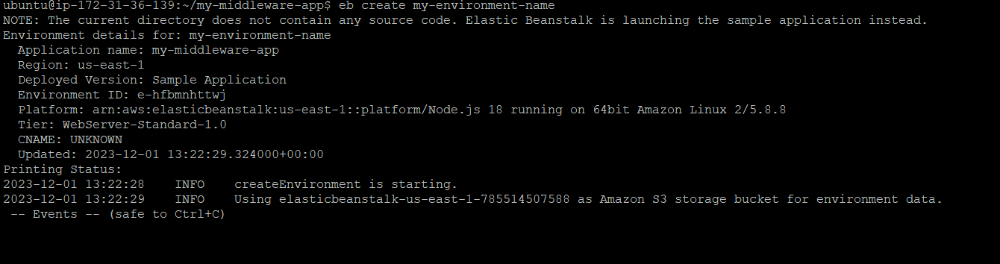 ubuntu@ip-172-31-36-139:~/my-middleware-app$ eb create my-environment-name
NOTE: The current directory does not contain any source code. Elastic Beanstalk is launching the sample application instead.
Environment details for: my-environment-name
  Application name: my-middleware-app
  Region: us-east-1
  Deployed Version: Sample Application
  Environment ID: e-hfbmnhttwj
  Platform: arn:aws:elasticbeanstalk:us-east-1::platform/Node.js 18 running on 64bit Amazon Linux 2/5.8.8
  Tier: WebServer-Standard-1.0
  CNAME: UNKNOWN
  Updated: 2023-12-01 13:22:29.324000+00:00
Printing Status:
2023-12-01 13:22:28    INFO    createEnvironment is starting.
2023-12-01 13:22:29    INFO    Using elasticbeanstalk-us-east-1-785514507588 as Amazon S3 storage bucket for environment data.
 -- Events -- (safe to Ctrl+C)